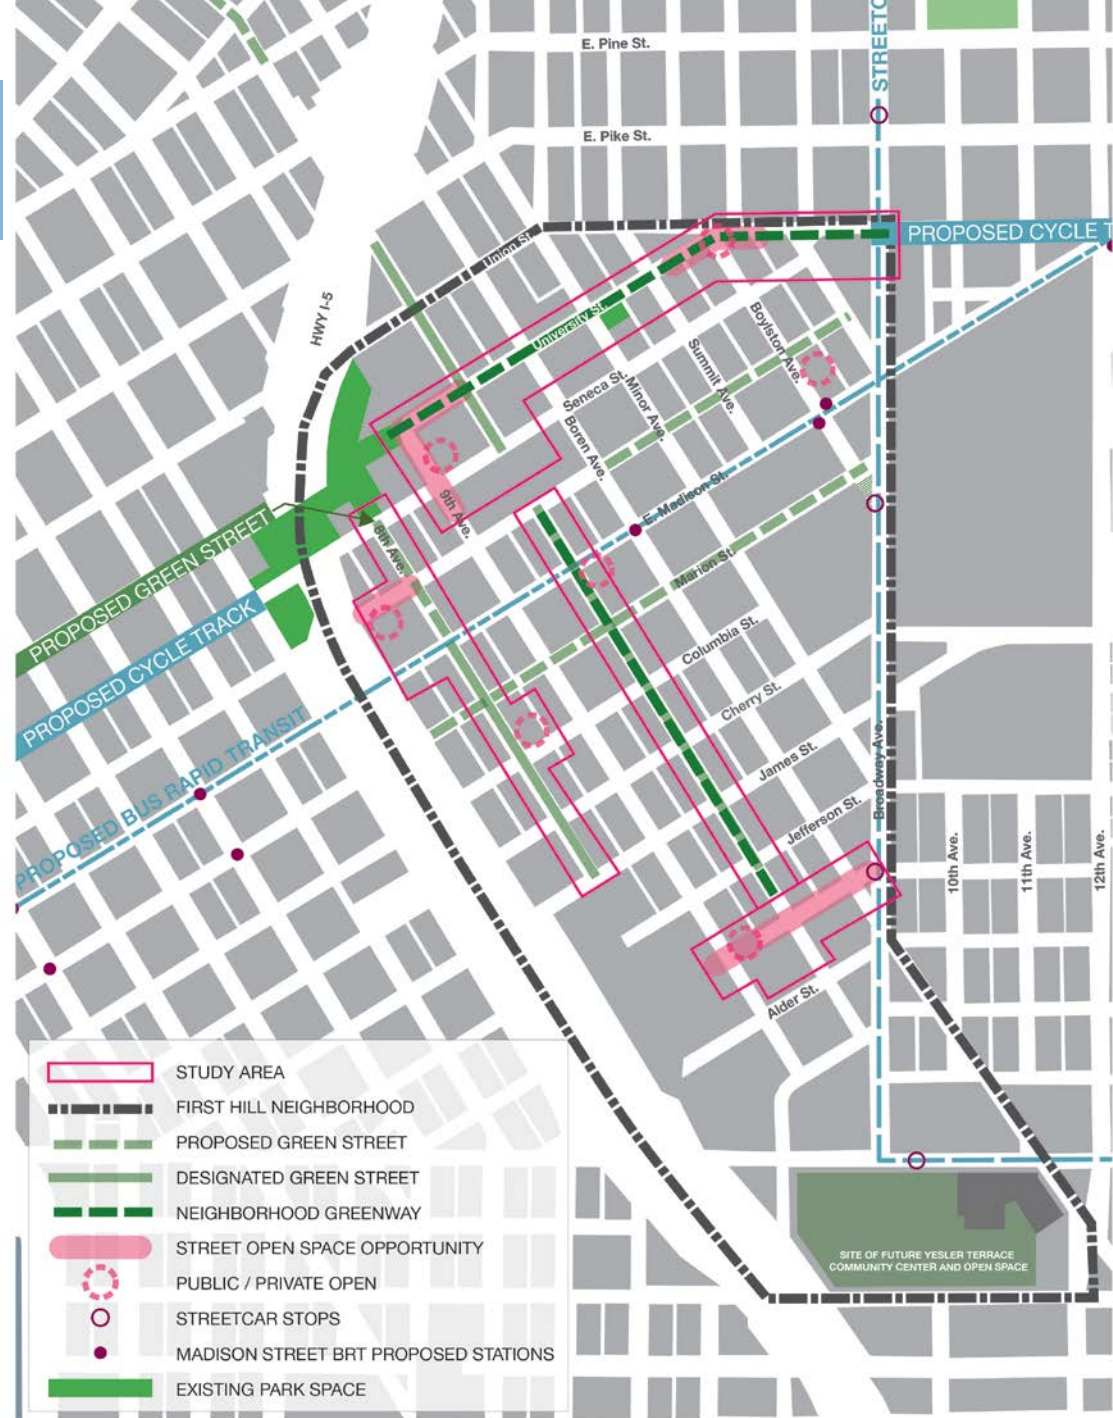 STREETC
E. Pine St.
E. Pike St.
PROPOSED CYCLE T
Union St.
HWY I-5
University St.
Boylston Ave.
Summit Ave.
Seneca St.
Minor Ave.
Boren Ave.
9th Ave.
E. Madison St.
8th Ave.
PROPOSED GREEN STREET
Marion St.
PROPOSED CYCLE TRACK
Columbia St.
Cherry St.
PROPOSED BUS RAPID TRANSIT
James St.
Broadway Ave.
Jefferson St.
10th Ave.
11th Ave.
12th Ave.
Alder St.
STUDY AREA
FIRST HILL NEIGHBORHOOD
PROPOSED GREEN STREET
DESIGNATED GREEN STREET
NEIGHBORHOOD GREENWAY
STREET OPEN SPACE OPPORTUNITY
PUBLIC / PRIVATE OPEN
STREETCAR STOPS
MADISON STREET BRT PROPOSED STATIONS
EXISTING PARK SPACE
SITE OF FUTURE YESLER TERRACE
COMMUNITY CENTER AND OPEN SPACE